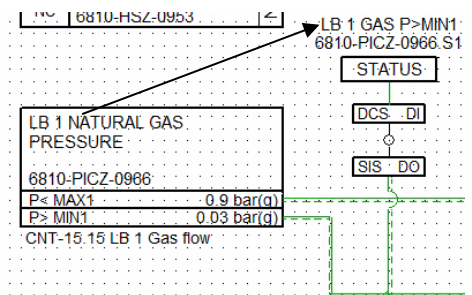 NC 6810-HSZ-0953 Z
LB 1 GAS P>MIN1
6810-PICZ-0966.S1
STATUS
DCS DI
SIS DO
LB 1 NATURAL GAS
PRESSURE
6810-PICZ-0966
P< MAX1 0.9 bar(g)
P> MIN1 0.03 bar(g)
CNT-15.15 LB 1 Gas flow